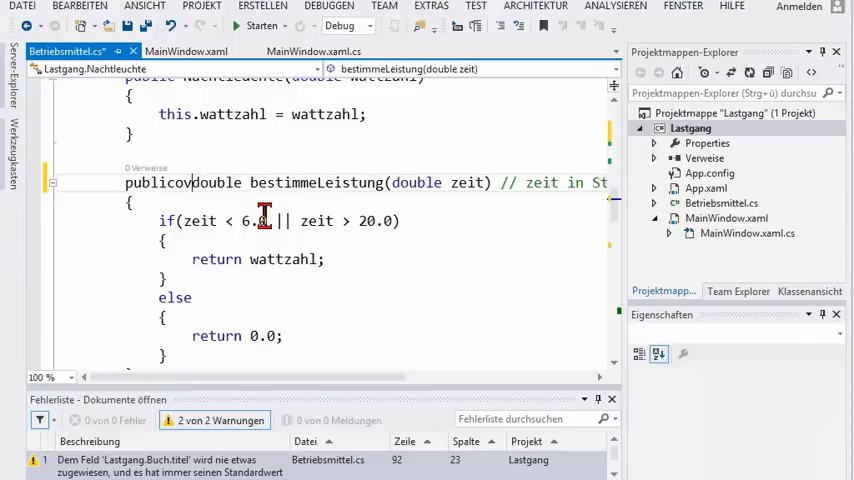 DATEI BEARBEITEN ANSICHT PROJEKT ERSTELLEN DEBUGGEN TEAM EXTRAS TEST ARCHITEKTUR ANALYSIEREN FENSTER HILFE Anmelden
Starten Debug
Betriebsmittel.cs* MainWindow.xaml MainWindow.xaml.cs
Lastgang.Nachtleuchte bestimmeLeistung(double zeit)
Server-Explorer
Werkzeugkasten
public Nachtleuchte(double wattzahl)
{
this.wattzahl = wattzahl;
}
0 Verweise
publicovdouble bestimmeLeistung(double zeit) // zeit in St
{
if(zeit < 6.0 || zeit > 20.0)
{
return wattzahl;
}
else
{
return 0.0;
}
100 %
Projektmappen-Explorer
Projektmappen-Explorer (Strg+ü) durchsu
Projektmappe "Lastgang" (1 Projekt)
Lastgang
Properties
Verweise
App.config
App.xaml
Betriebsmittel.cs
MainWindow.xaml
MainWindow.xaml.cs
Projektmapp... Team Explorer Klassenansicht
Eigenschaften
Fehlerliste - Dokumente öffnen
0 von 0 Fehler 2 von 2 Warnungen 0 von 0 Meldungen Fehlerliste durchsuchen
Beschreibung Datei Zeile Spalte Projekt
1 Dem Feld 'Lastgang.Buch.titel' wird nie etwas Betriebsmittel.cs 92 23 Lastgang
zugewiesen, und es hat immer seinen Standardwert